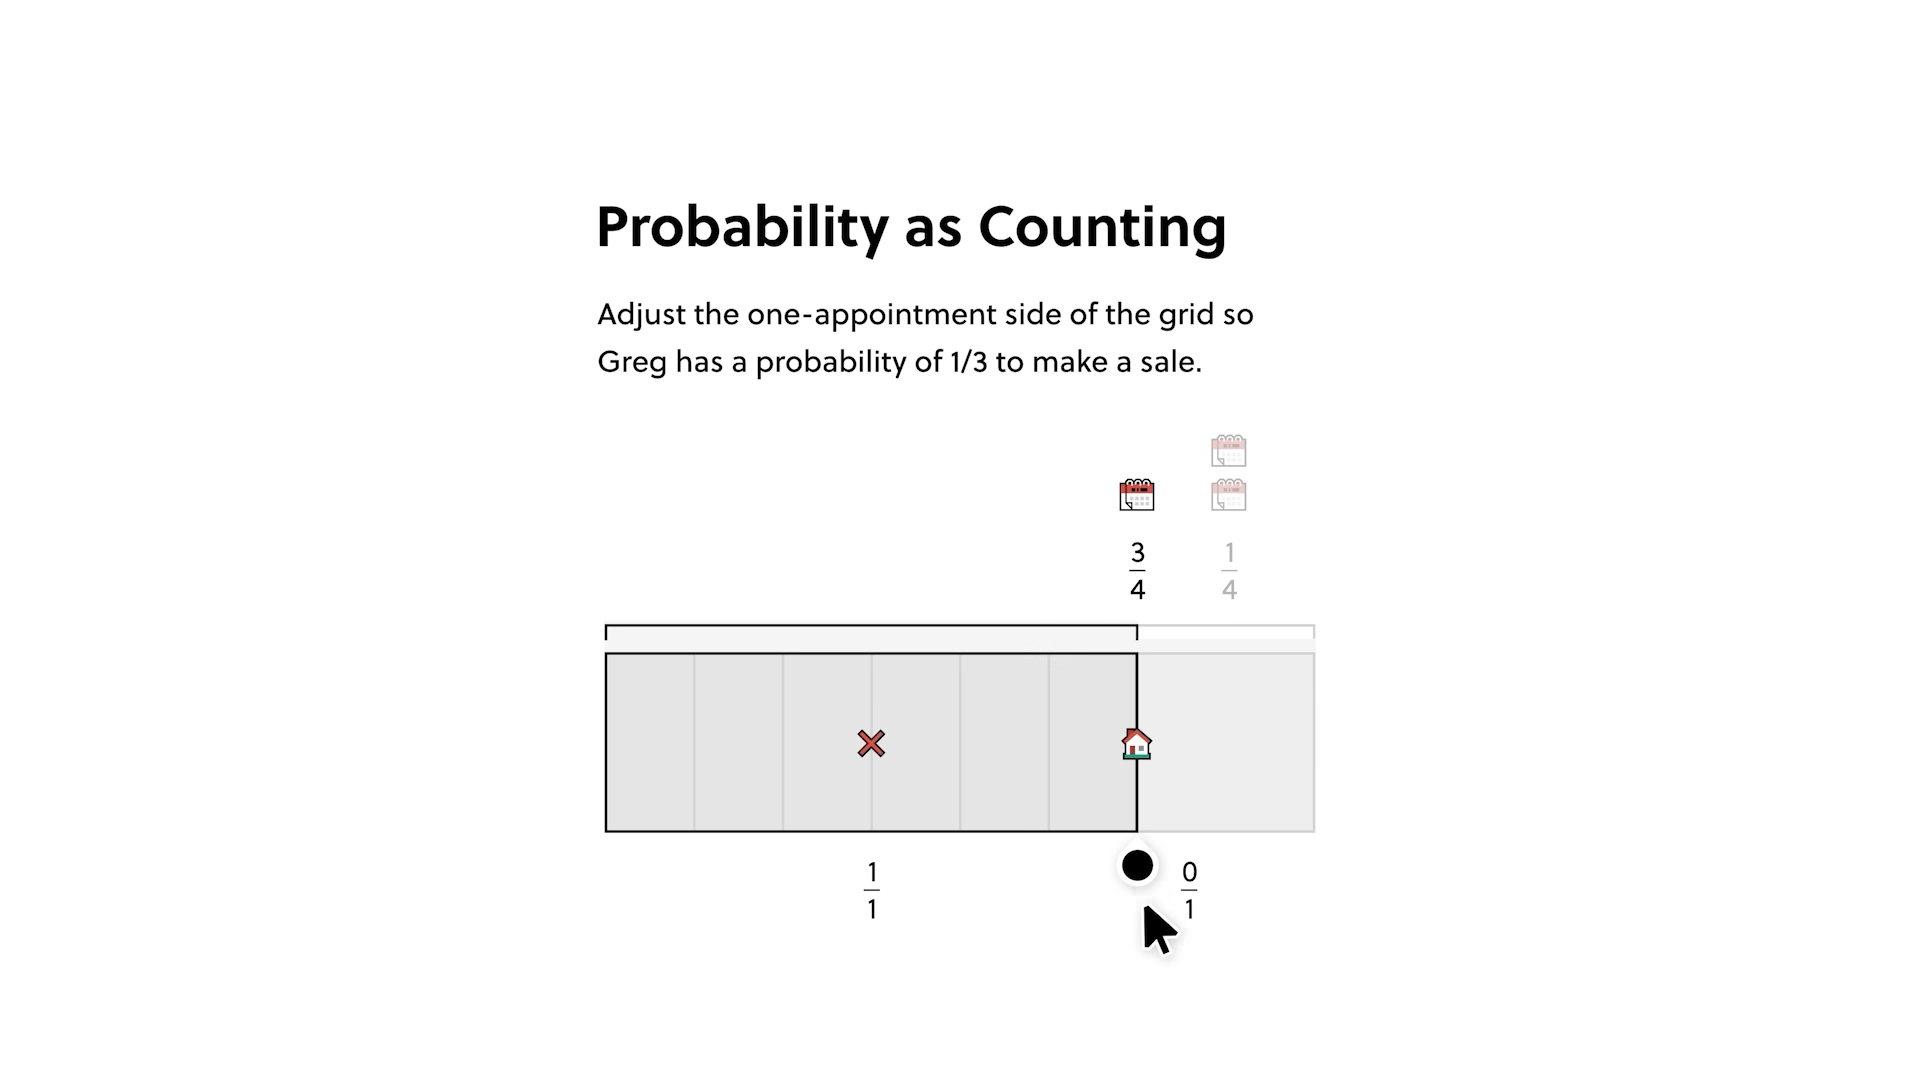 Probability as Counting
Adjust the one-appointment side of the grid so
Greg has a probability of 1/3 to make a sale.
3/4 1/4
1/1 0/1